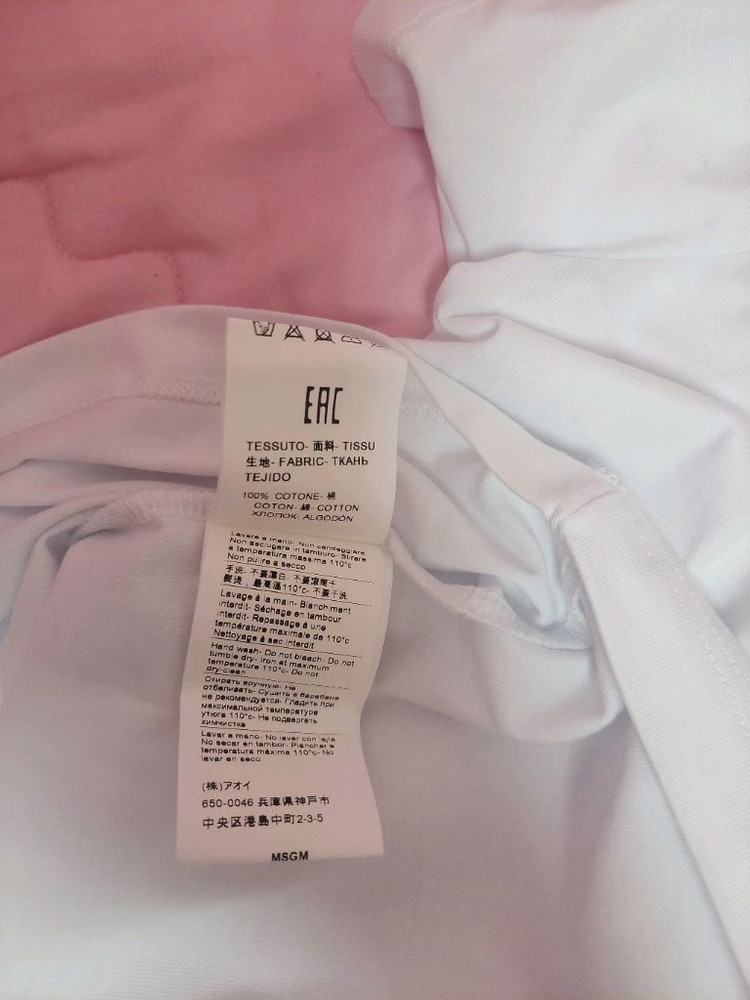 EAC
TESSUTO- 面料- TISSU
生地- FABRIC- ТКАНЬ
TEJIDO
100% COTONE- 棉
COTON- 綿- COTTON
ХЛОПОК- ALGODÓN
Lavare a mano- Non candeggiare
Non asciugare in tamburo- Stirare
a temperatura massima 110°c
Non pulire a secco
手洗- 不要漂白- 不要滚筒干
熨烫: 最高温110°c- 不要干洗
Lavage à la main- Blanchiment
interdit- Séchage en tambour
interdit- Repassage à une
température maximale de 110°c
Nettoyage à sec interdit
Hand wash- Do not bleach- Do not
tumble dry- Iron at maximum
temperature 110°c- Do not
dry-clean
Стирать вручную- Не
отбеливать- Сушить в барабане
не рекомендуется- Гладить при
максимальной температуре
утюга 110°c- Не подвергать
химчистке
Lavar a mano- No lavar con lejía
No secar en tambor- Planchar a
temperatura máxima 110°c- No
lavar en seco
(株)アオイ
650-0046 兵庫県神戸市
中央区港島中町2-3-5
MSGM